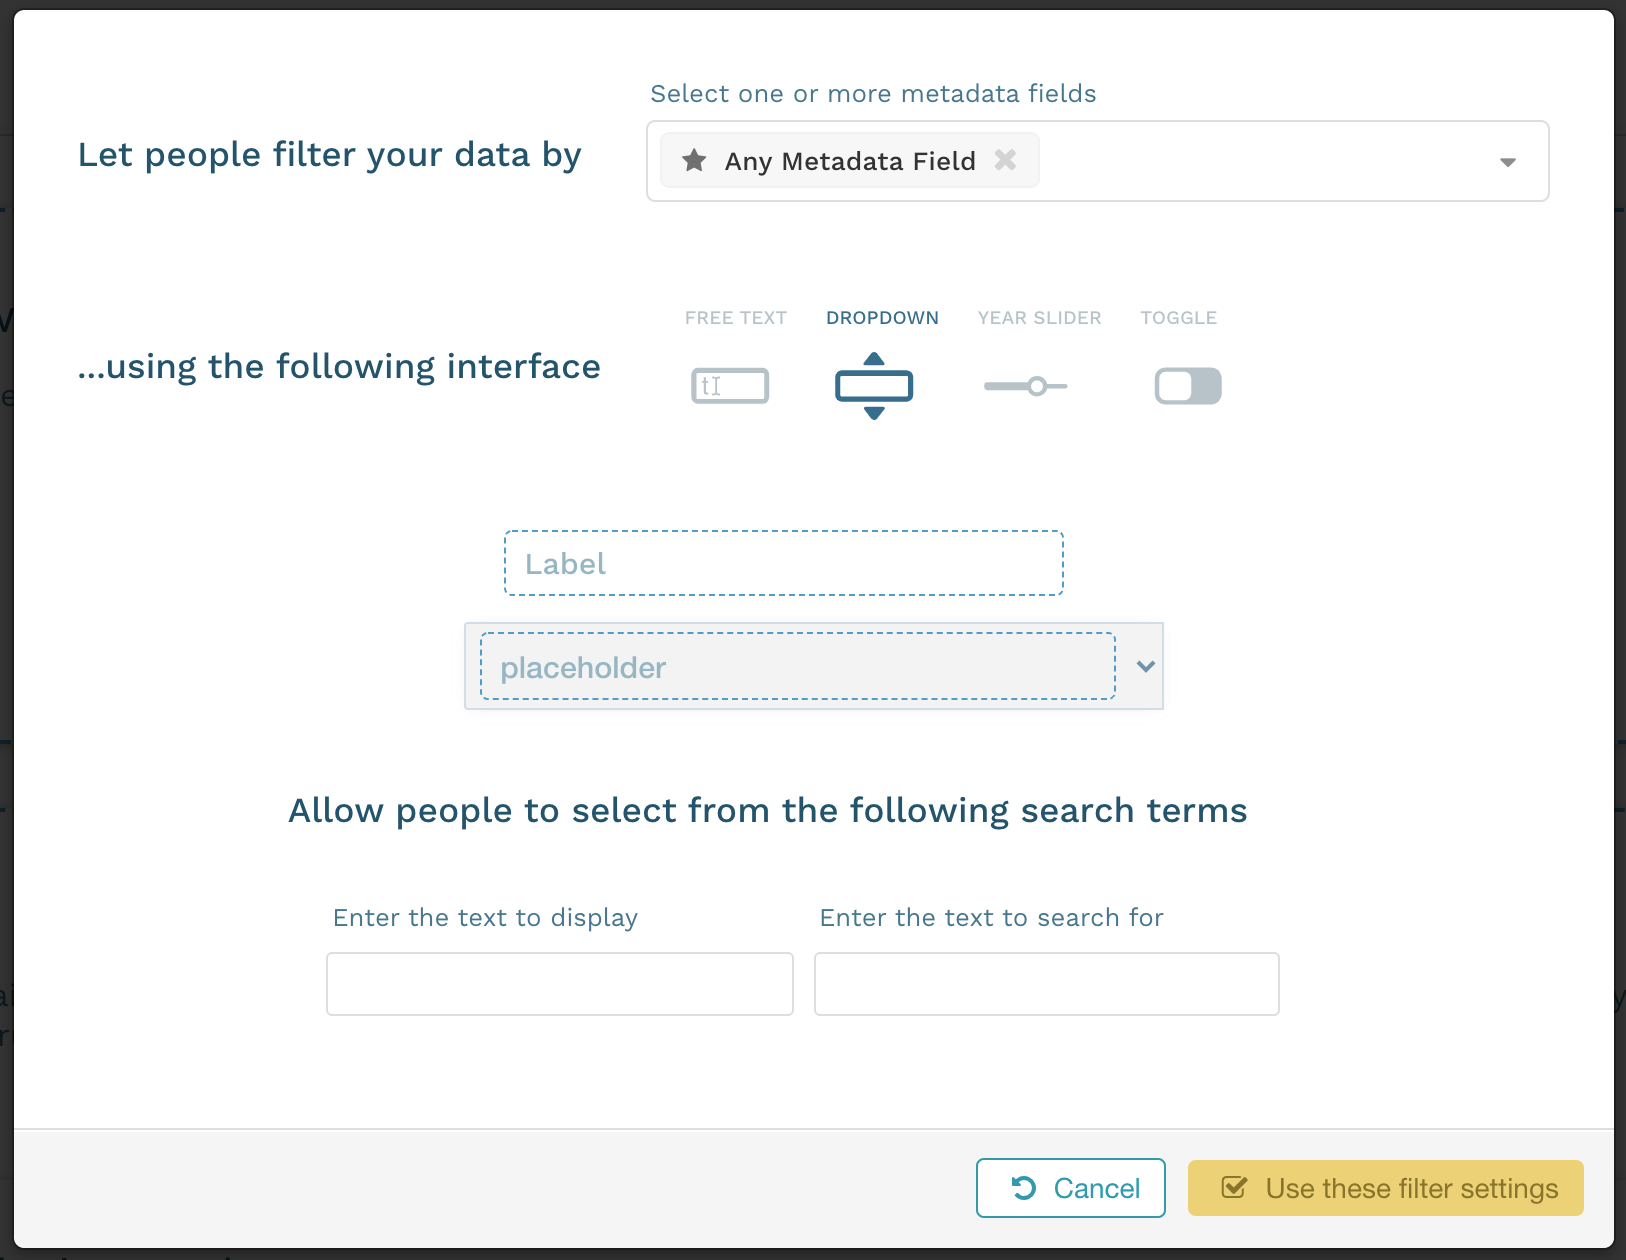 Select one or more metadata fields
Let people filter your data by
Any Metadata Field
FREE TEXT DROPDOWN YEAR SLIDER TOGGLE
...using the following interface
t
Label
placeholder
Allow people to select from the following search terms
Enter the text to display Enter the text to search for
Cancel Use these filter settings